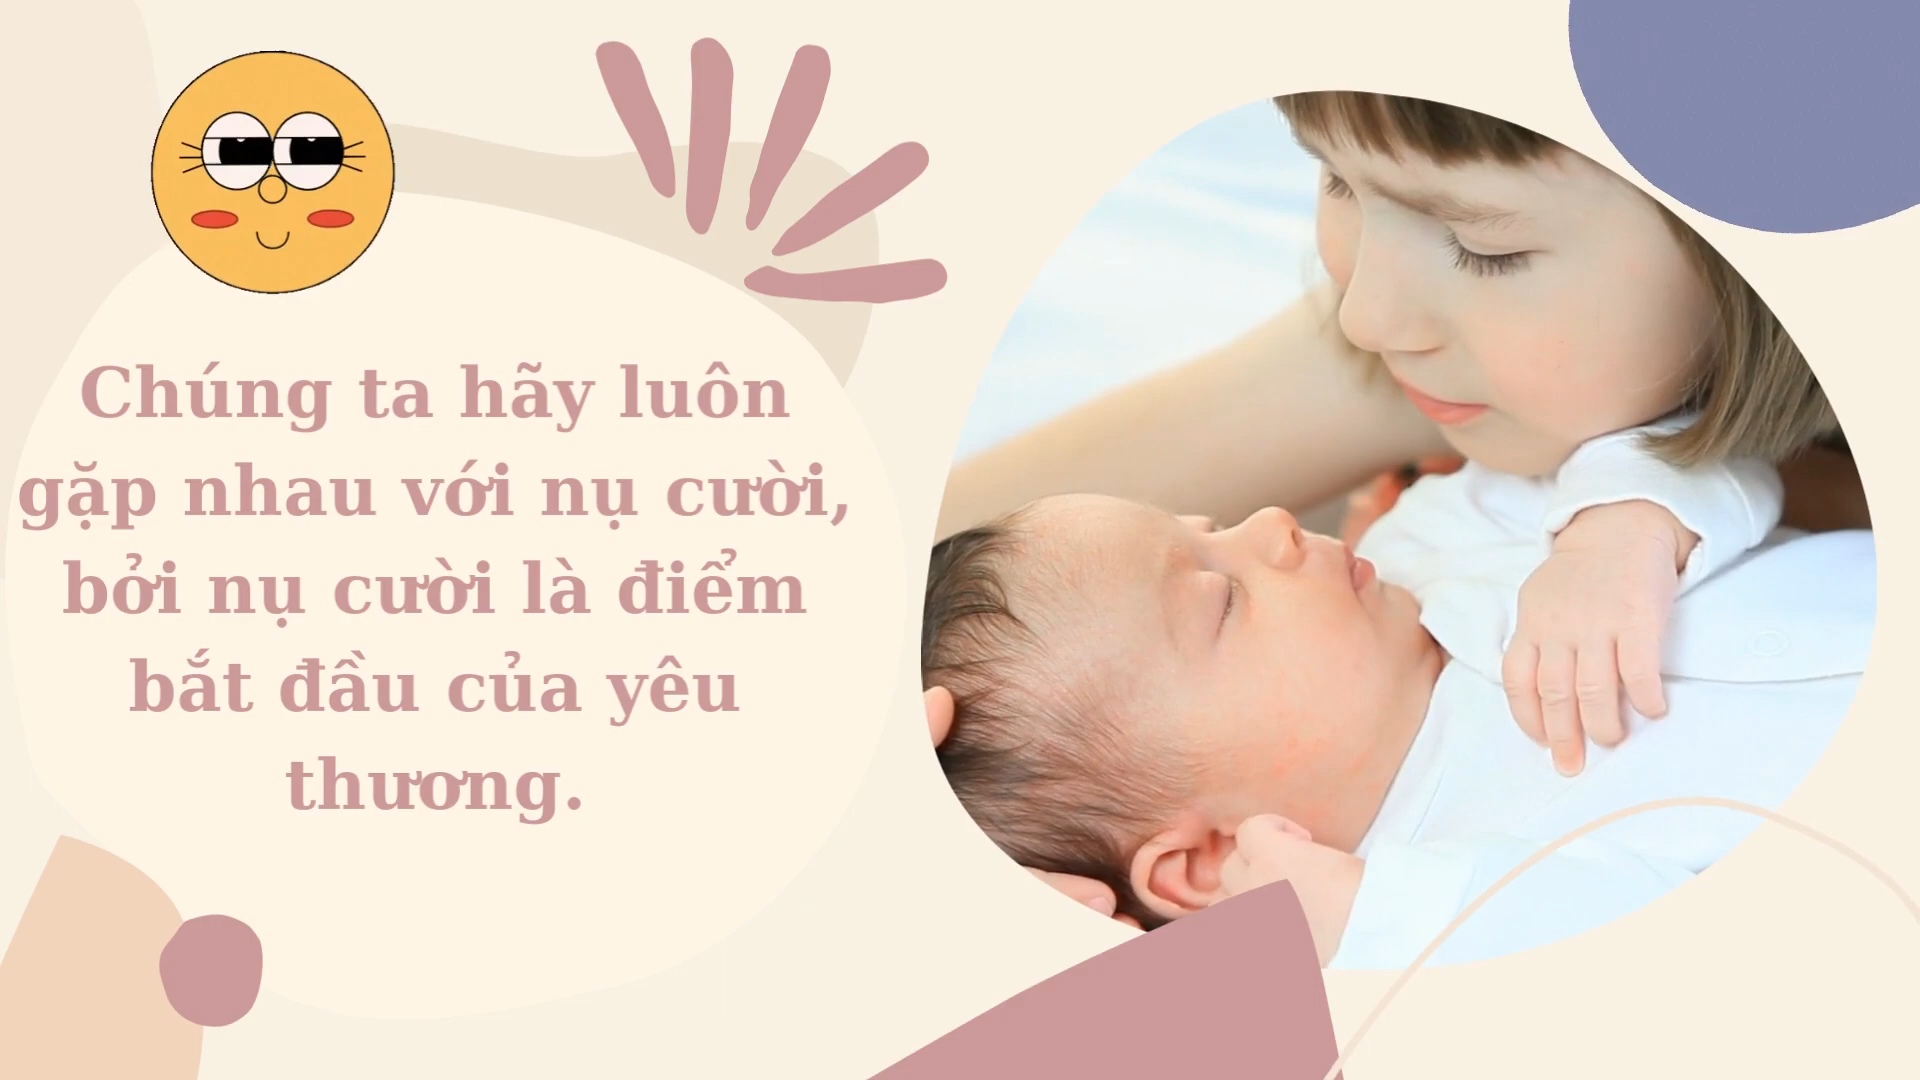 Chúng ta hãy luôn
gặp nhau với nụ cười,
bởi nụ cười là điểm
bắt đầu của yêu
thương.